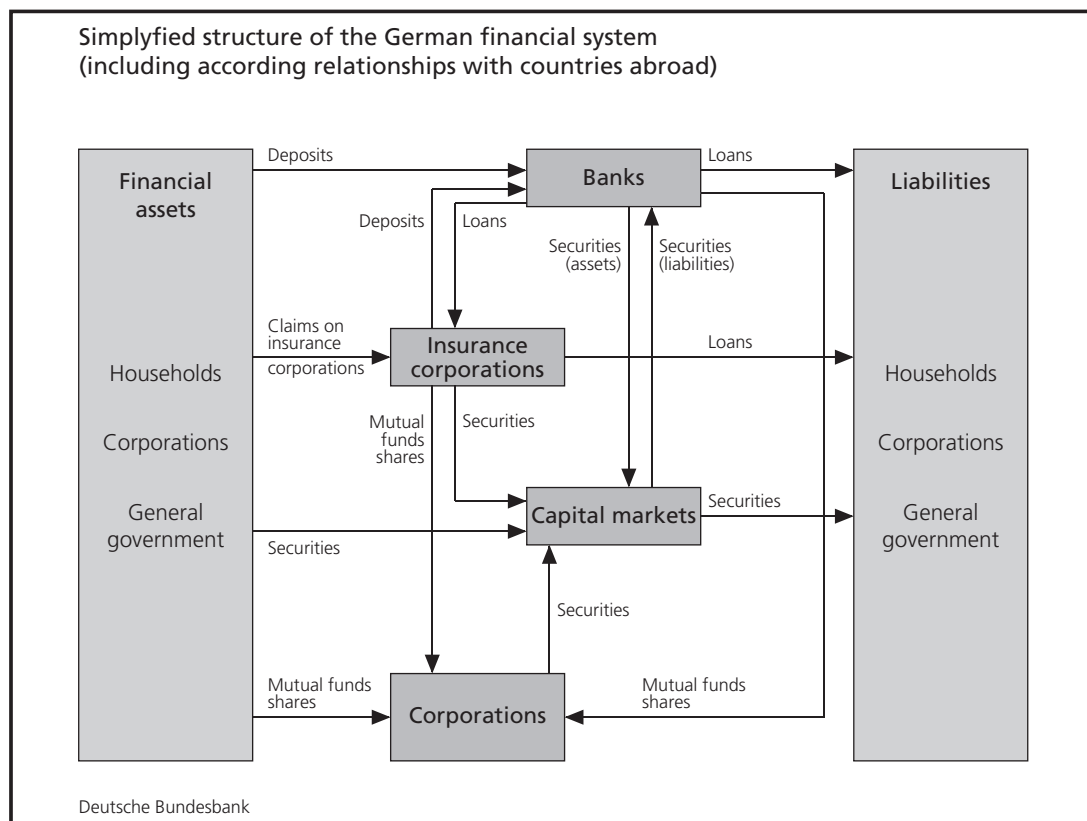 Simplyfied structure of the German financial system
(including according relationships with countries abroad)
Financial
assets
Households
Corporations
General
government
Deposits
Banks
Loans
Liabilities
Households
Corporations
General
government
Deposits
Loans
Securities
(assets)
Securities
(liabilities)
Claims on
insurance
corporations
Insurance
corporations
Loans
Mutual
funds
shares
Securities
Capital markets
Securities
Securities
Securities
Mutual funds
shares
Corporations
Mutual funds
shares
Deutsche Bundesbank